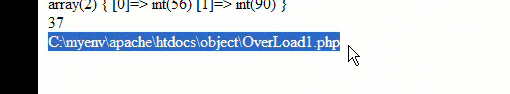 array(2) { [0]=> int(56) [1]=> int(90) }
37
C:\myenv\apache\htdocs\object\OverLoad1.php